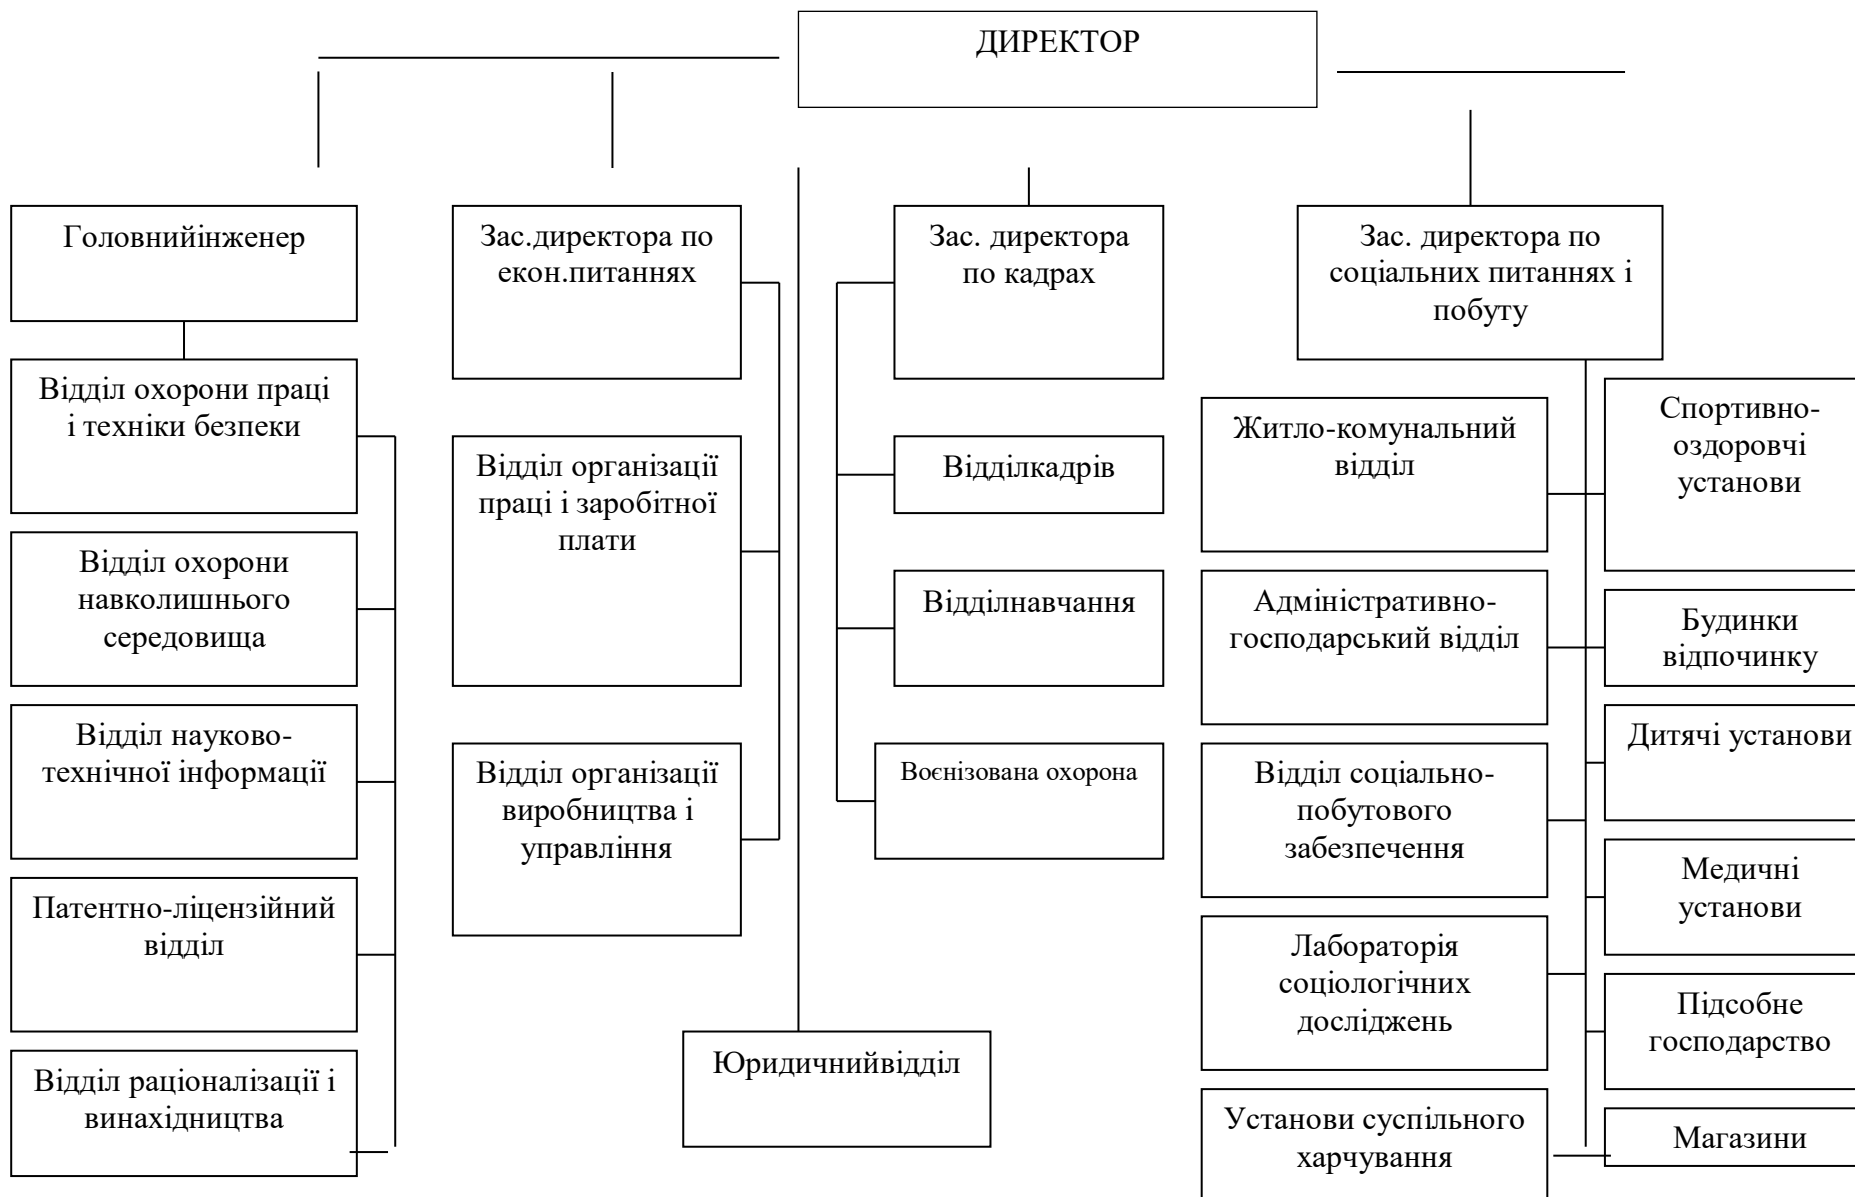 ДИРЕКТОР
Головнийінженер
Зас.директора по
екон.питаннях
Зас. директора
по кадрах
Зас. директора по
соціальних питаннях і
побуту
Відділ охорони праці
і техніки безпеки
Відділ охорони
навколишнього
середовища
Відділ науково-
технічної інформації
Патентно-ліцензійний
відділ
Відділ раціоналізації і
винахідництва
Відділ організації
праці і заробітної
плати
Відділ організації
виробництва і
управління
Юридичнийвідділ
Відділкадрів
Відділнавчання
Воєнізована охорона
Житло-комунальний
відділ
Адміністративно-
господарський відділ
Відділ соціально-
побутового
забезпечення
Лабораторія
соціологічних
досліджень
Установи суспільного
харчування
Спортивно-
оздоровчі
установи
Будинки
відпочинку
Дитячі установи
Медичні
установи
Підсобне
господарство
Магазини